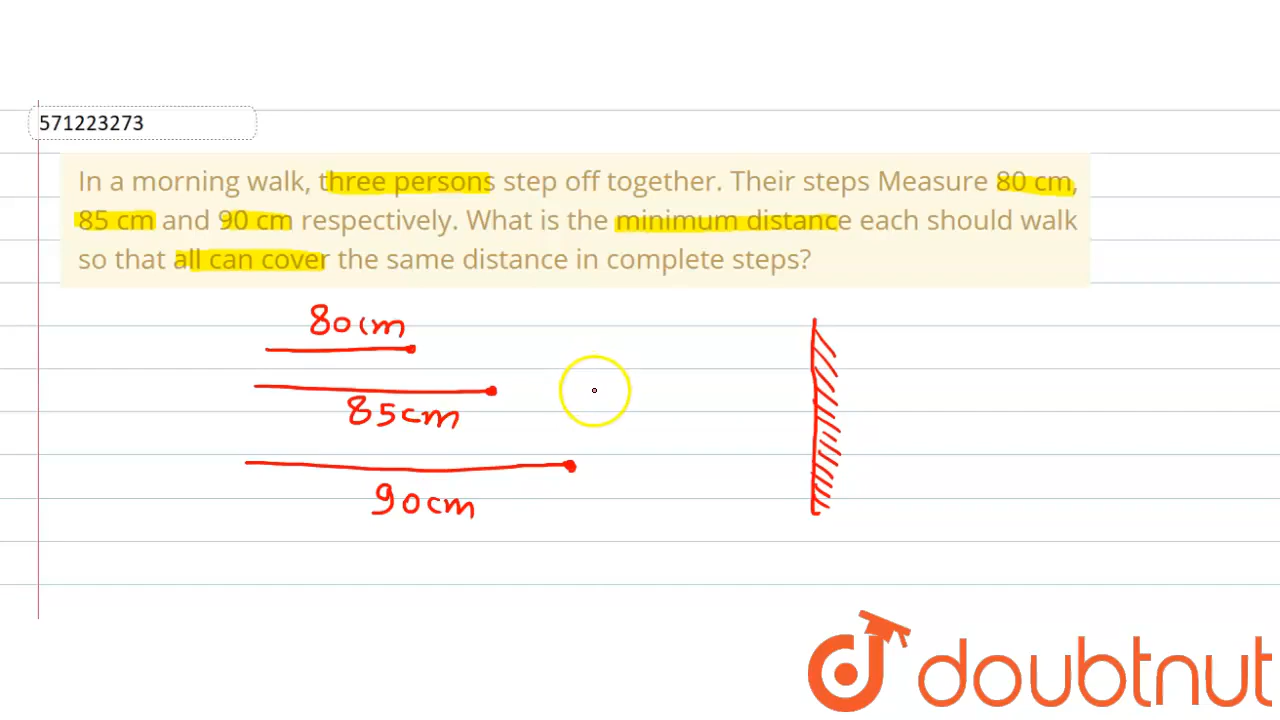 571223273
In a morning walk, three persons step off together. Their steps Measure 80 cm,
85 cm and 90 cm respectively. What is the minimum distance each should walk
so that all can cover the same distance in complete steps?
80cm
85cm
90cm
doubtnut